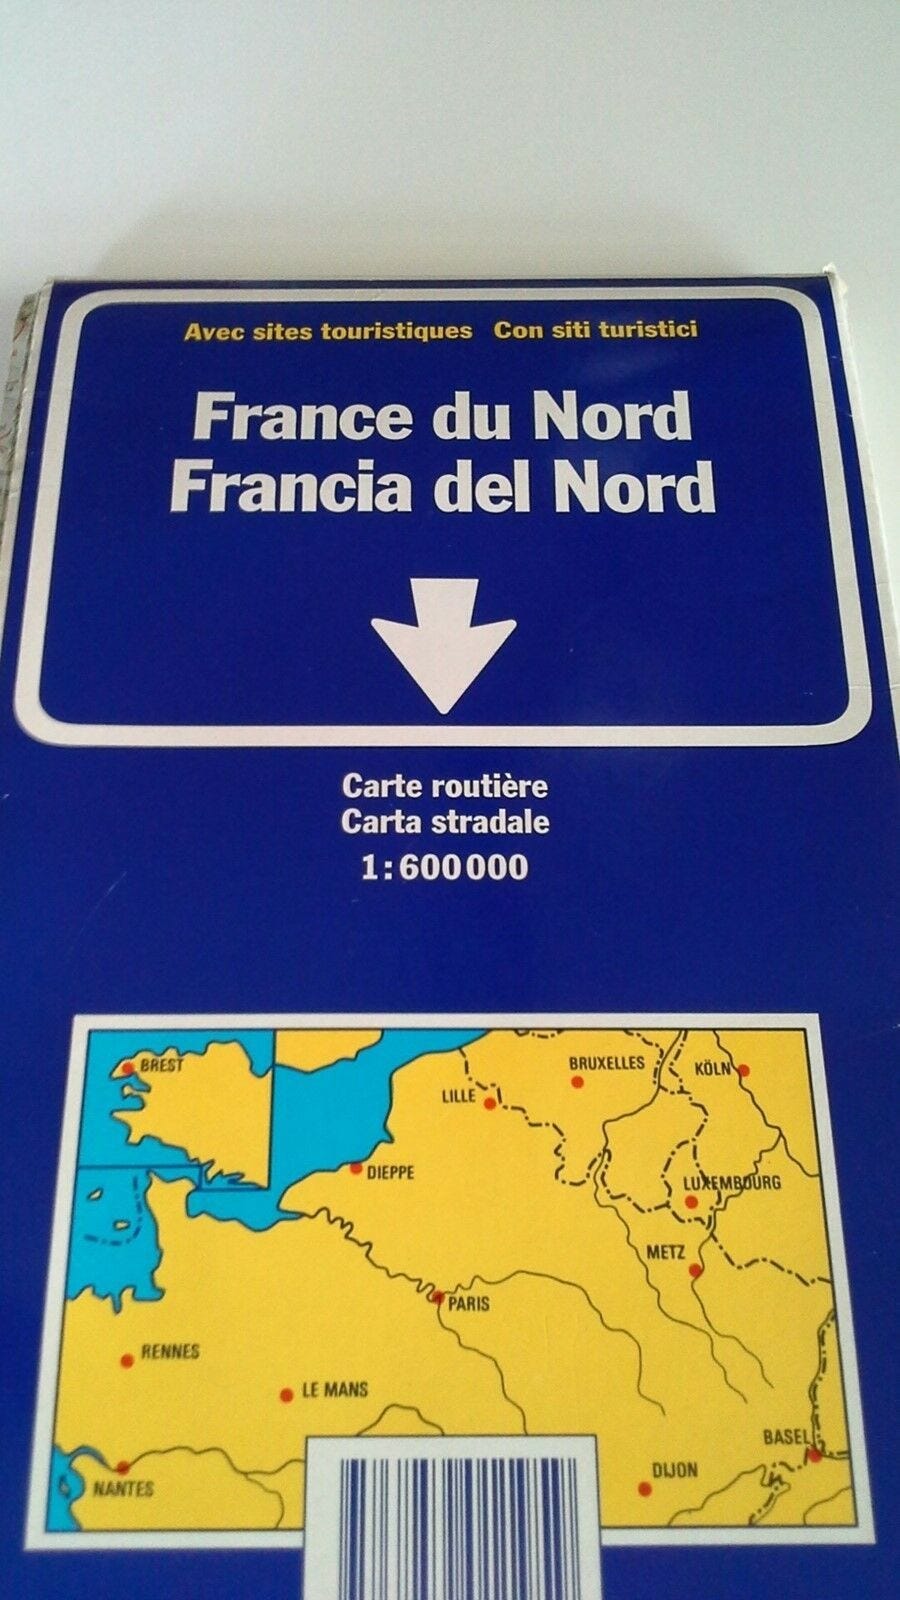 Avec sites touristiques Con siti turistici
France du Nord
Francia del Nord
Carte routière
Carta stradale
1:600 000
BREST
BRUXELLES
KÖLN
LILLE
DIEPPE
LUXEMBOURG
METZ
PARIS
RENNES
LE MANS
BASEL
DIJON
NANTES